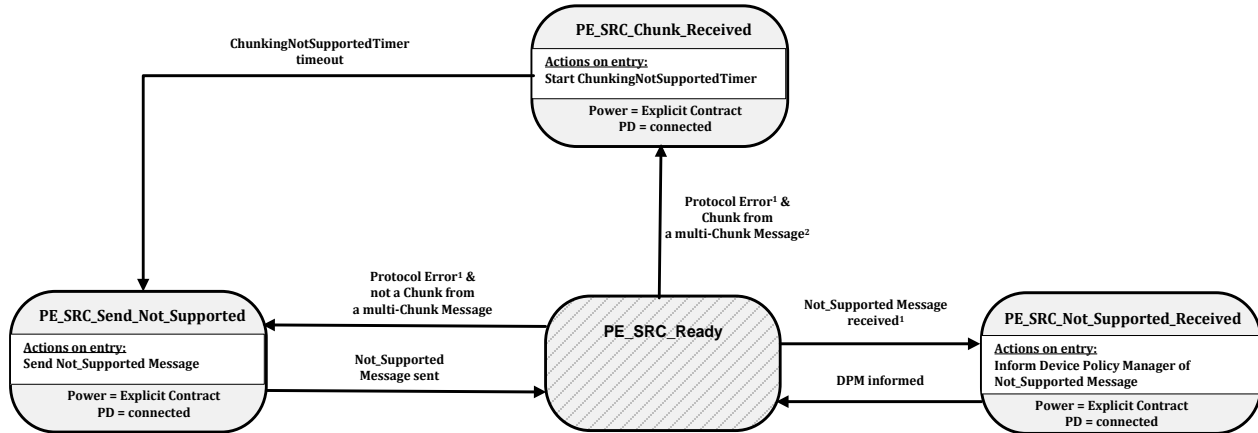 PE_SRC_Chunk_Received
Actions on entry:
Start ChunkingNotSupportedTimer
Power = Explicit Contract
PD = connected
ChunkingNotSupportedTimer
timeout
Protocol Error¹ &
Chunk from
a multi-Chunk Message²
Protocol Error¹ &
not a Chunk from
a multi-Chunk Message
Not_Supported
Message sent
PE_SRC_Send_Not_Supported
Actions on entry:
Send Not_Supported Message
Power = Explicit Contract
PD = connected
PE_SRC_Ready
Not_Supported Message
received¹
DPM informed
PE_SRC_Not_Supported_Received
Actions on entry:
Inform Device Policy Manager of
Not_Supported Message
Power = Explicit Contract
PD = connected